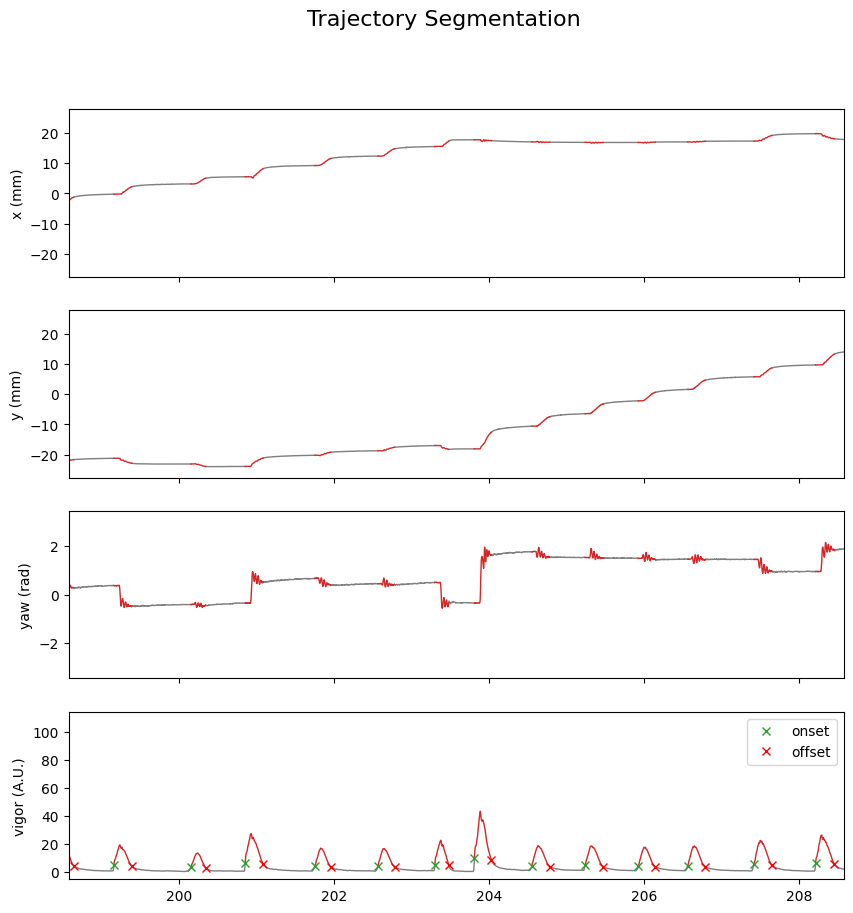 Trajectory Segmentation
20
10
0
−10
−20
x (mm)
20
10
0
−10
−20
y (mm)
2
0
−2
yaw (rad)
100
80
60
40
20
0
vigor (A.U.)
onset
offset
200 202 204 206 208